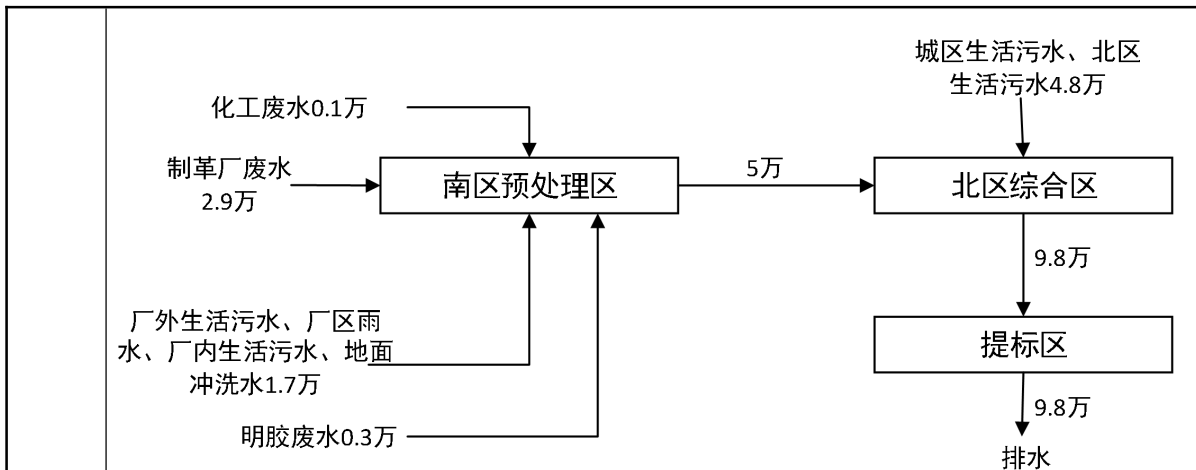 城区生活污水、北区
生活污水4.8万
化工废水0.1万
制革厂废水
2.9万
南区预处理区
5万
北区综合区
9.8万
厂外生活污水、厂区雨
水、厂内生活污水、地面
冲洗水1.7万
提标区
9.8万
明胶废水0.3万
排水